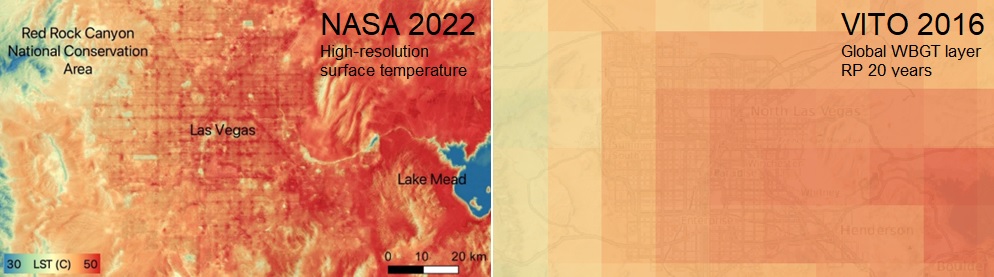 NASA 2022
High-resolution
surface temperature
Red Rock Canyon
National Conservation
Area
Las Vegas
Lake Mead
0 10 20 km
30 LST (C) 50
VITO 2016
Global WBGT layer
RP 20 years
North Las Vegas
Henderson
Boulder